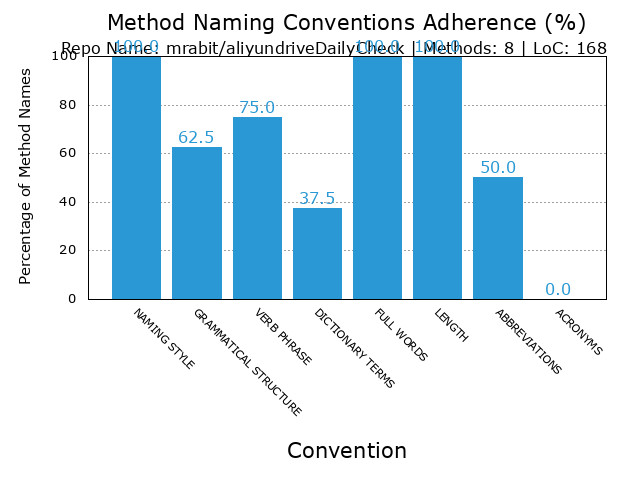 Method Naming Conventions Adherence (%)
Repo Name: mrabit/aliyundriveDailyCheck | Methods: 8 | LoC: 168
100.0
62.5
75.0
37.5
100.0
100.0
50.0
0.0
Percentage of Method Names
100
80
60
40
20
0
NAMING STYLE
GRAMMATICAL STRUCTURE
VERB PHRASE
DICTIONARY TERMS
FULL WORDS
LENGTH
ABBREVIATIONS
ACRONYMS
Convention